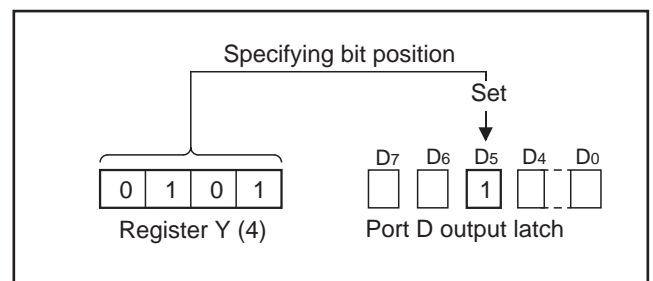 Specifying bit position
Set
D7 D6 D5 D4 D0
0 1 0 1 1
Register Y (4) Port D output latch